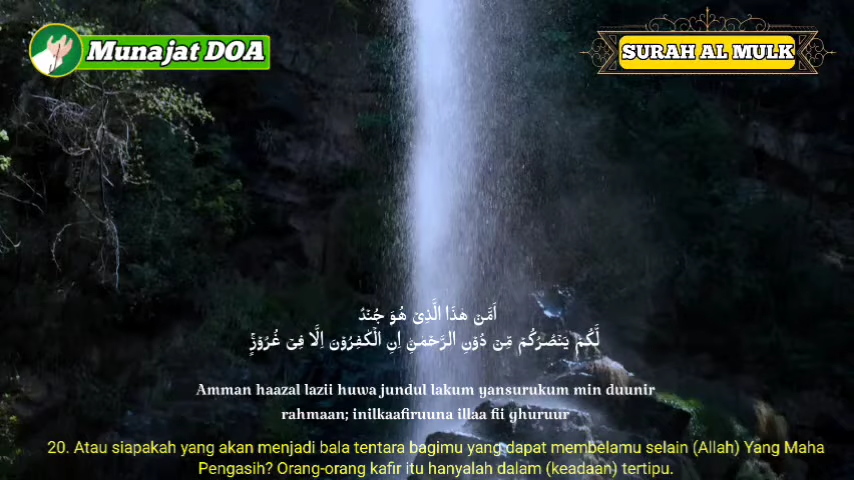 Munajat DOA
SURAH AL MULK
اَمَّنۡ هٰذَا الَّذِىۡ هُوَ جُنۡدٌ
لَّكُمۡ يَنۡصُرُكُمۡ مِّنۡ دُوۡنِ الرَّحۡمٰنِ‌ؕ اِنِ الۡكٰفِرُوۡنَ اِلَّا فِىۡ غُرُوۡرٍ‌ۚ
Amman haazal lazii huwa jundul lakum yansurukum min duunir
rahmaan; inilkaafiruuna illaa fii ghuruur
20. Atau siapakah yang akan menjadi bala tentara bagimu yang dapat membelamu selain (Allah) Yang Maha
Pengasih? Orang-orang kafir itu hanyalah dalam (keadaan) tertipu.